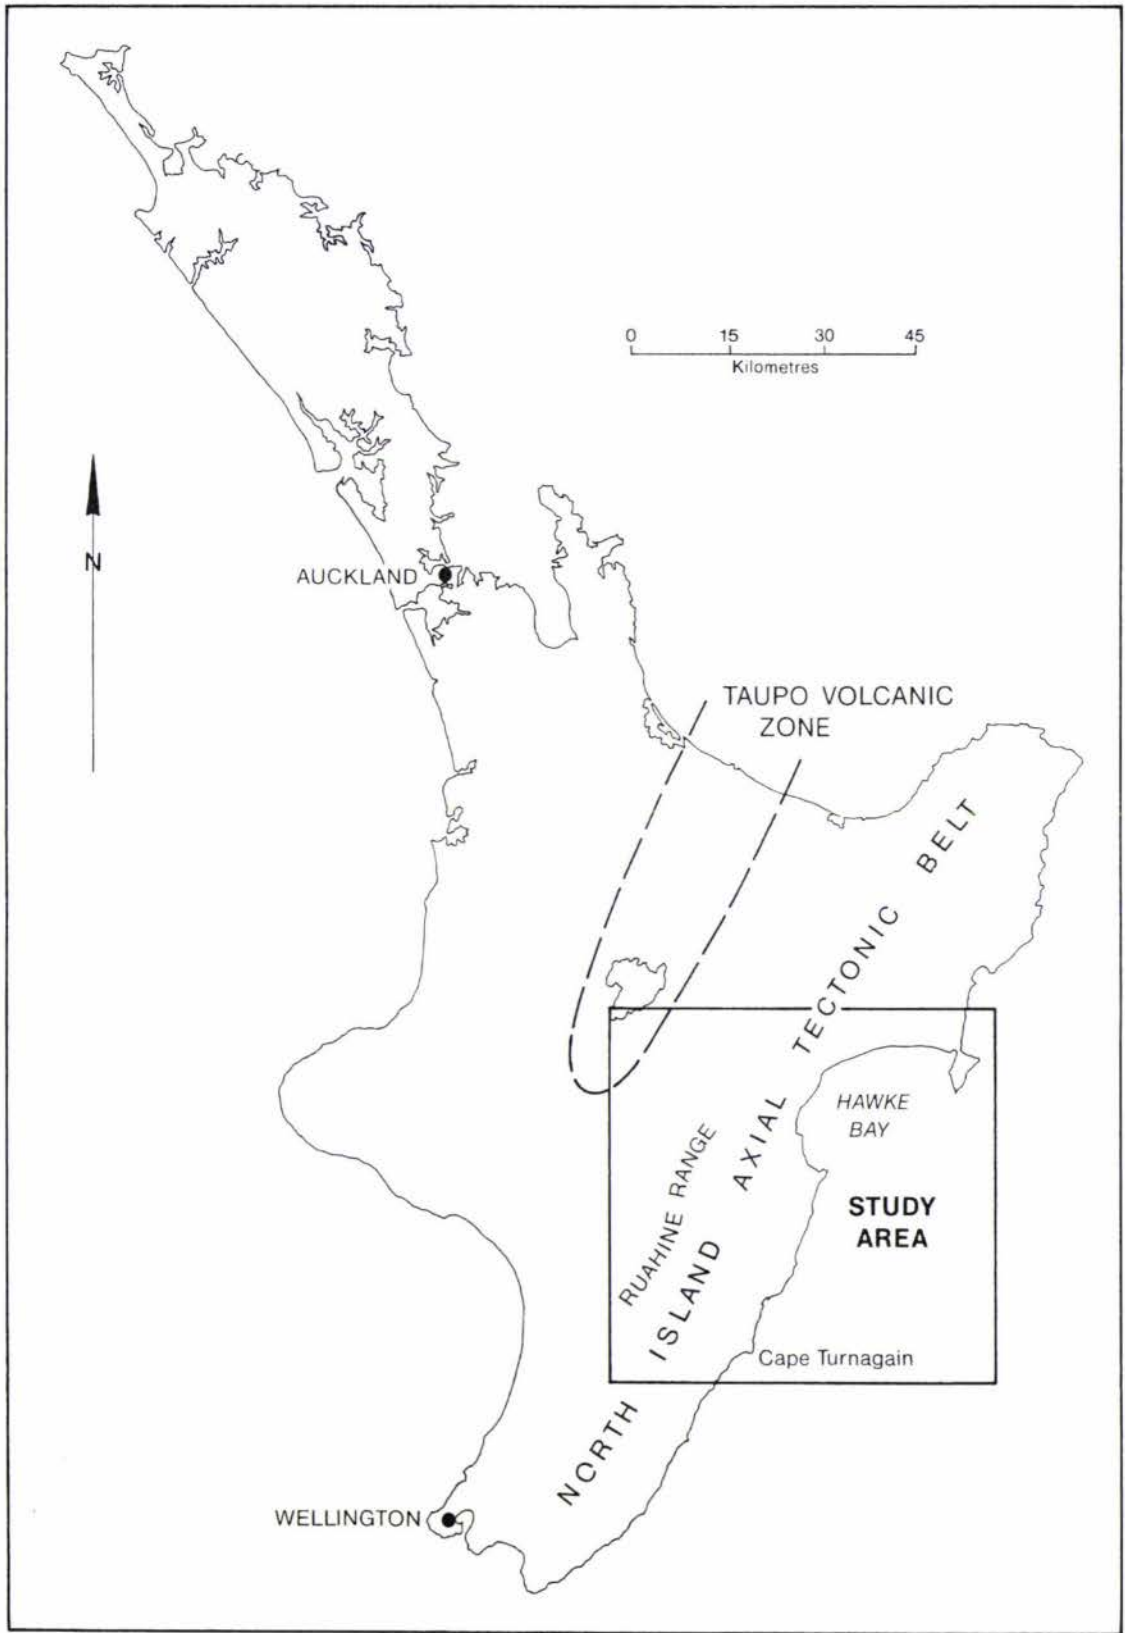 0 15 30 45
Kilometres
N
AUCKLAND
TAUPO VOLCANIC
ZONE
NORTH ISLAND AXIAL TECTONIC BELT
HAWKE
BAY
RUAHINE RANGE
STUDY
AREA
Cape Turnagain
WELLINGTON